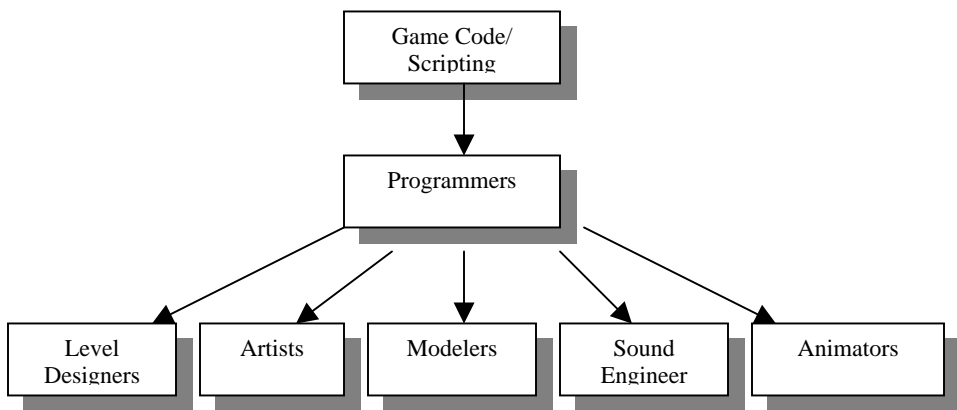 Game Code/
Scripting
Programmers
Level
Designers
Artists
Modelers
Sound
Engineer
Animators